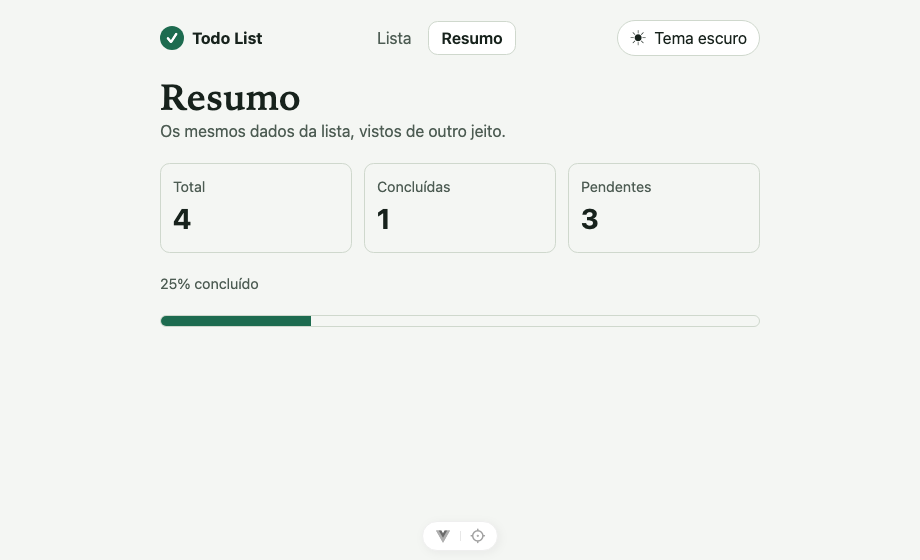 Todo List
Lista
Resumo
Tema escuro
Resumo
Os mesmos dados da lista, vistos de outro jeito.
Total
4
Concluídas
1
Pendentes
3
25% concluído